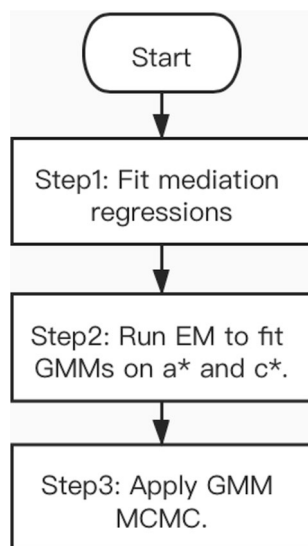 Start
Step1: Fit mediation
regressions
Step2: Run EM to fit
GMMs on a* and c*.
Step3: Apply GMM
MCMC.